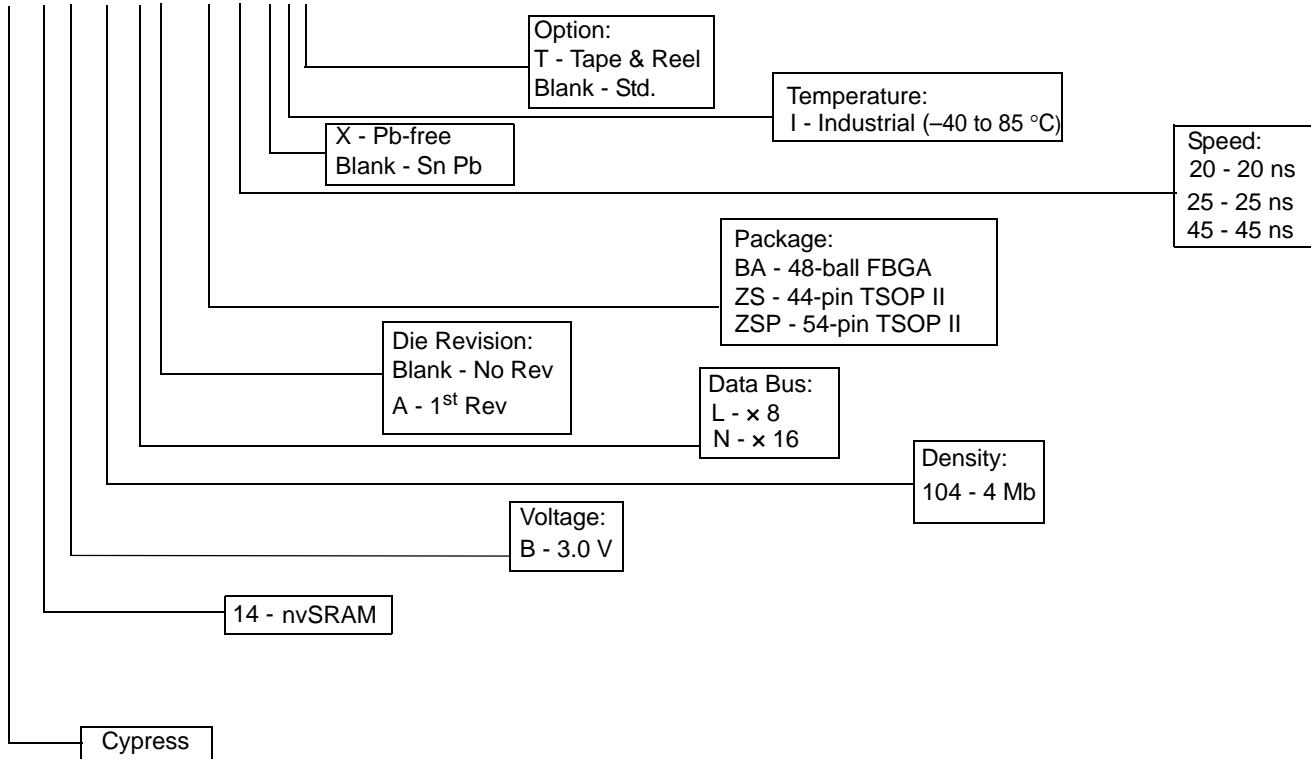 Option:
T - Tape & Reel
Blank - Std.
Temperature:
I - Industrial (–40 to 85 °C)
X - Pb-free
Blank - Sn Pb
Speed:
20 - 20 ns
25 - 25 ns
45 - 45 ns
Package:
BA - 48-ball FBGA
ZS - 44-pin TSOP II
ZSP - 54-pin TSOP II
Die Revision:
Blank - No Rev
A - 1st Rev
Data Bus:
L - × 8
N - × 16
Density:
104 - 4 Mb
Voltage:
B - 3.0 V
14 - nvSRAM
Cypress